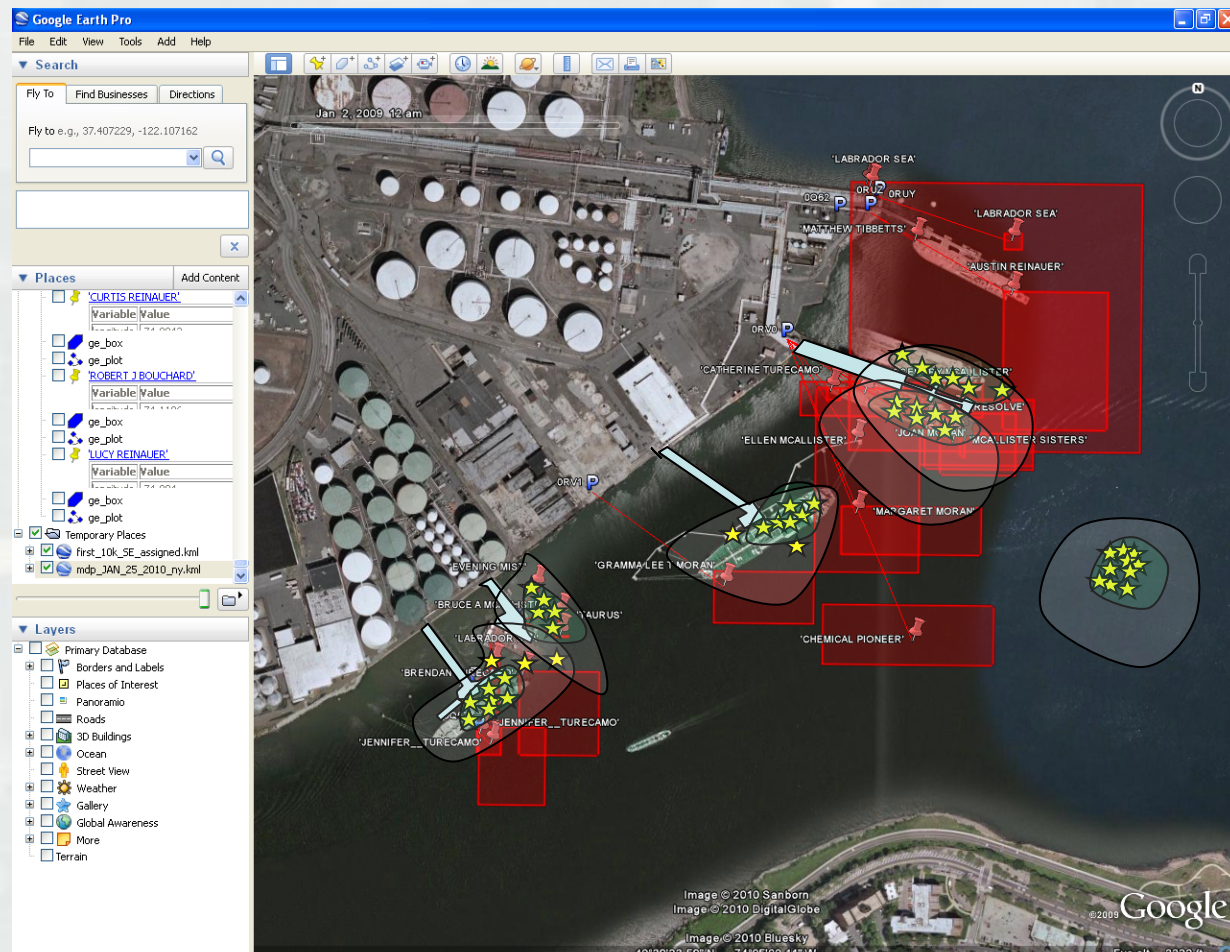 Google Earth Pro
File Edit View Tools Add Help
Search
Fly To Find Businesses Directions
Fly to e.g., 37.407229, -122.107162
Places Add Content
'CURTIS REINAUER'
Variable Value
ge_box
ge_plot
'ROBERT J BOUCHARD'
Variable Value
ge_box
ge_plot
'LUCY REINAUER'
Variable Value
ge_box
ge_plot
Temporary Places
first_10k_SE_assigned.kml
mdp_JAN_25_2010_ny.kml
Layers
Primary Database
Borders and Labels
Places of Interest
Panoramio
Roads
3D Buildings
Ocean
Street View
Weather
Gallery
Global Awareness
More
Terrain
Jan 2, 2009 12 am
N
'LABRADOR SEA'
0RUZ 0RUY
0Q62
'LABRADOR SEA'
'MATTHEW TIBBETTS'
'AUSTIN REINAUER'
0RV0
'CATHERINE TURECAMO'
MCALLISTER'
RESOLVE'
'JOAN MORAN'
'ELLEN MCALLISTER'
'MCALLISTER SISTERS'
0RV1
'MARGARET MORAN'
'GRAMMA LEE T MORAN'
'EVENING MIST'
'BRUCE A
TAURUS'
'LABRADOR
'CHEMICAL PIONEER'
'BRENDAN
'JENNIFER__TURECAMO'
'JENNIFER__TURECAMO'
Image © 2010 Sanborn
Image © 2010 DigitalGlobe
©2009 Google
Image © 2010 Bluesky